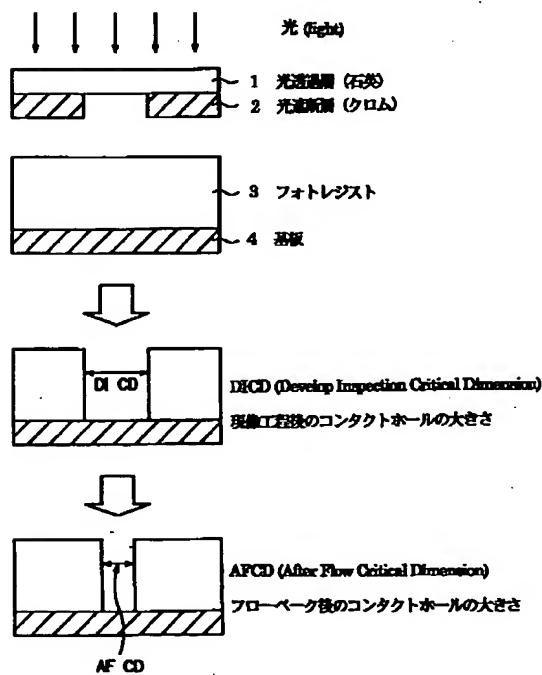 光 (light)
1 光透過層 (石英)
2 光遮断層 (クロム)
3 フォトレジスト
4 基板
DI CD
DICD (Develop Inspection Critical Dimension)
現像工程後のコンタクトホールの大きさ
AFCD (After Flow Critical Dimension)
フローベーク後のコンタクトホールの大きさ
AF CD